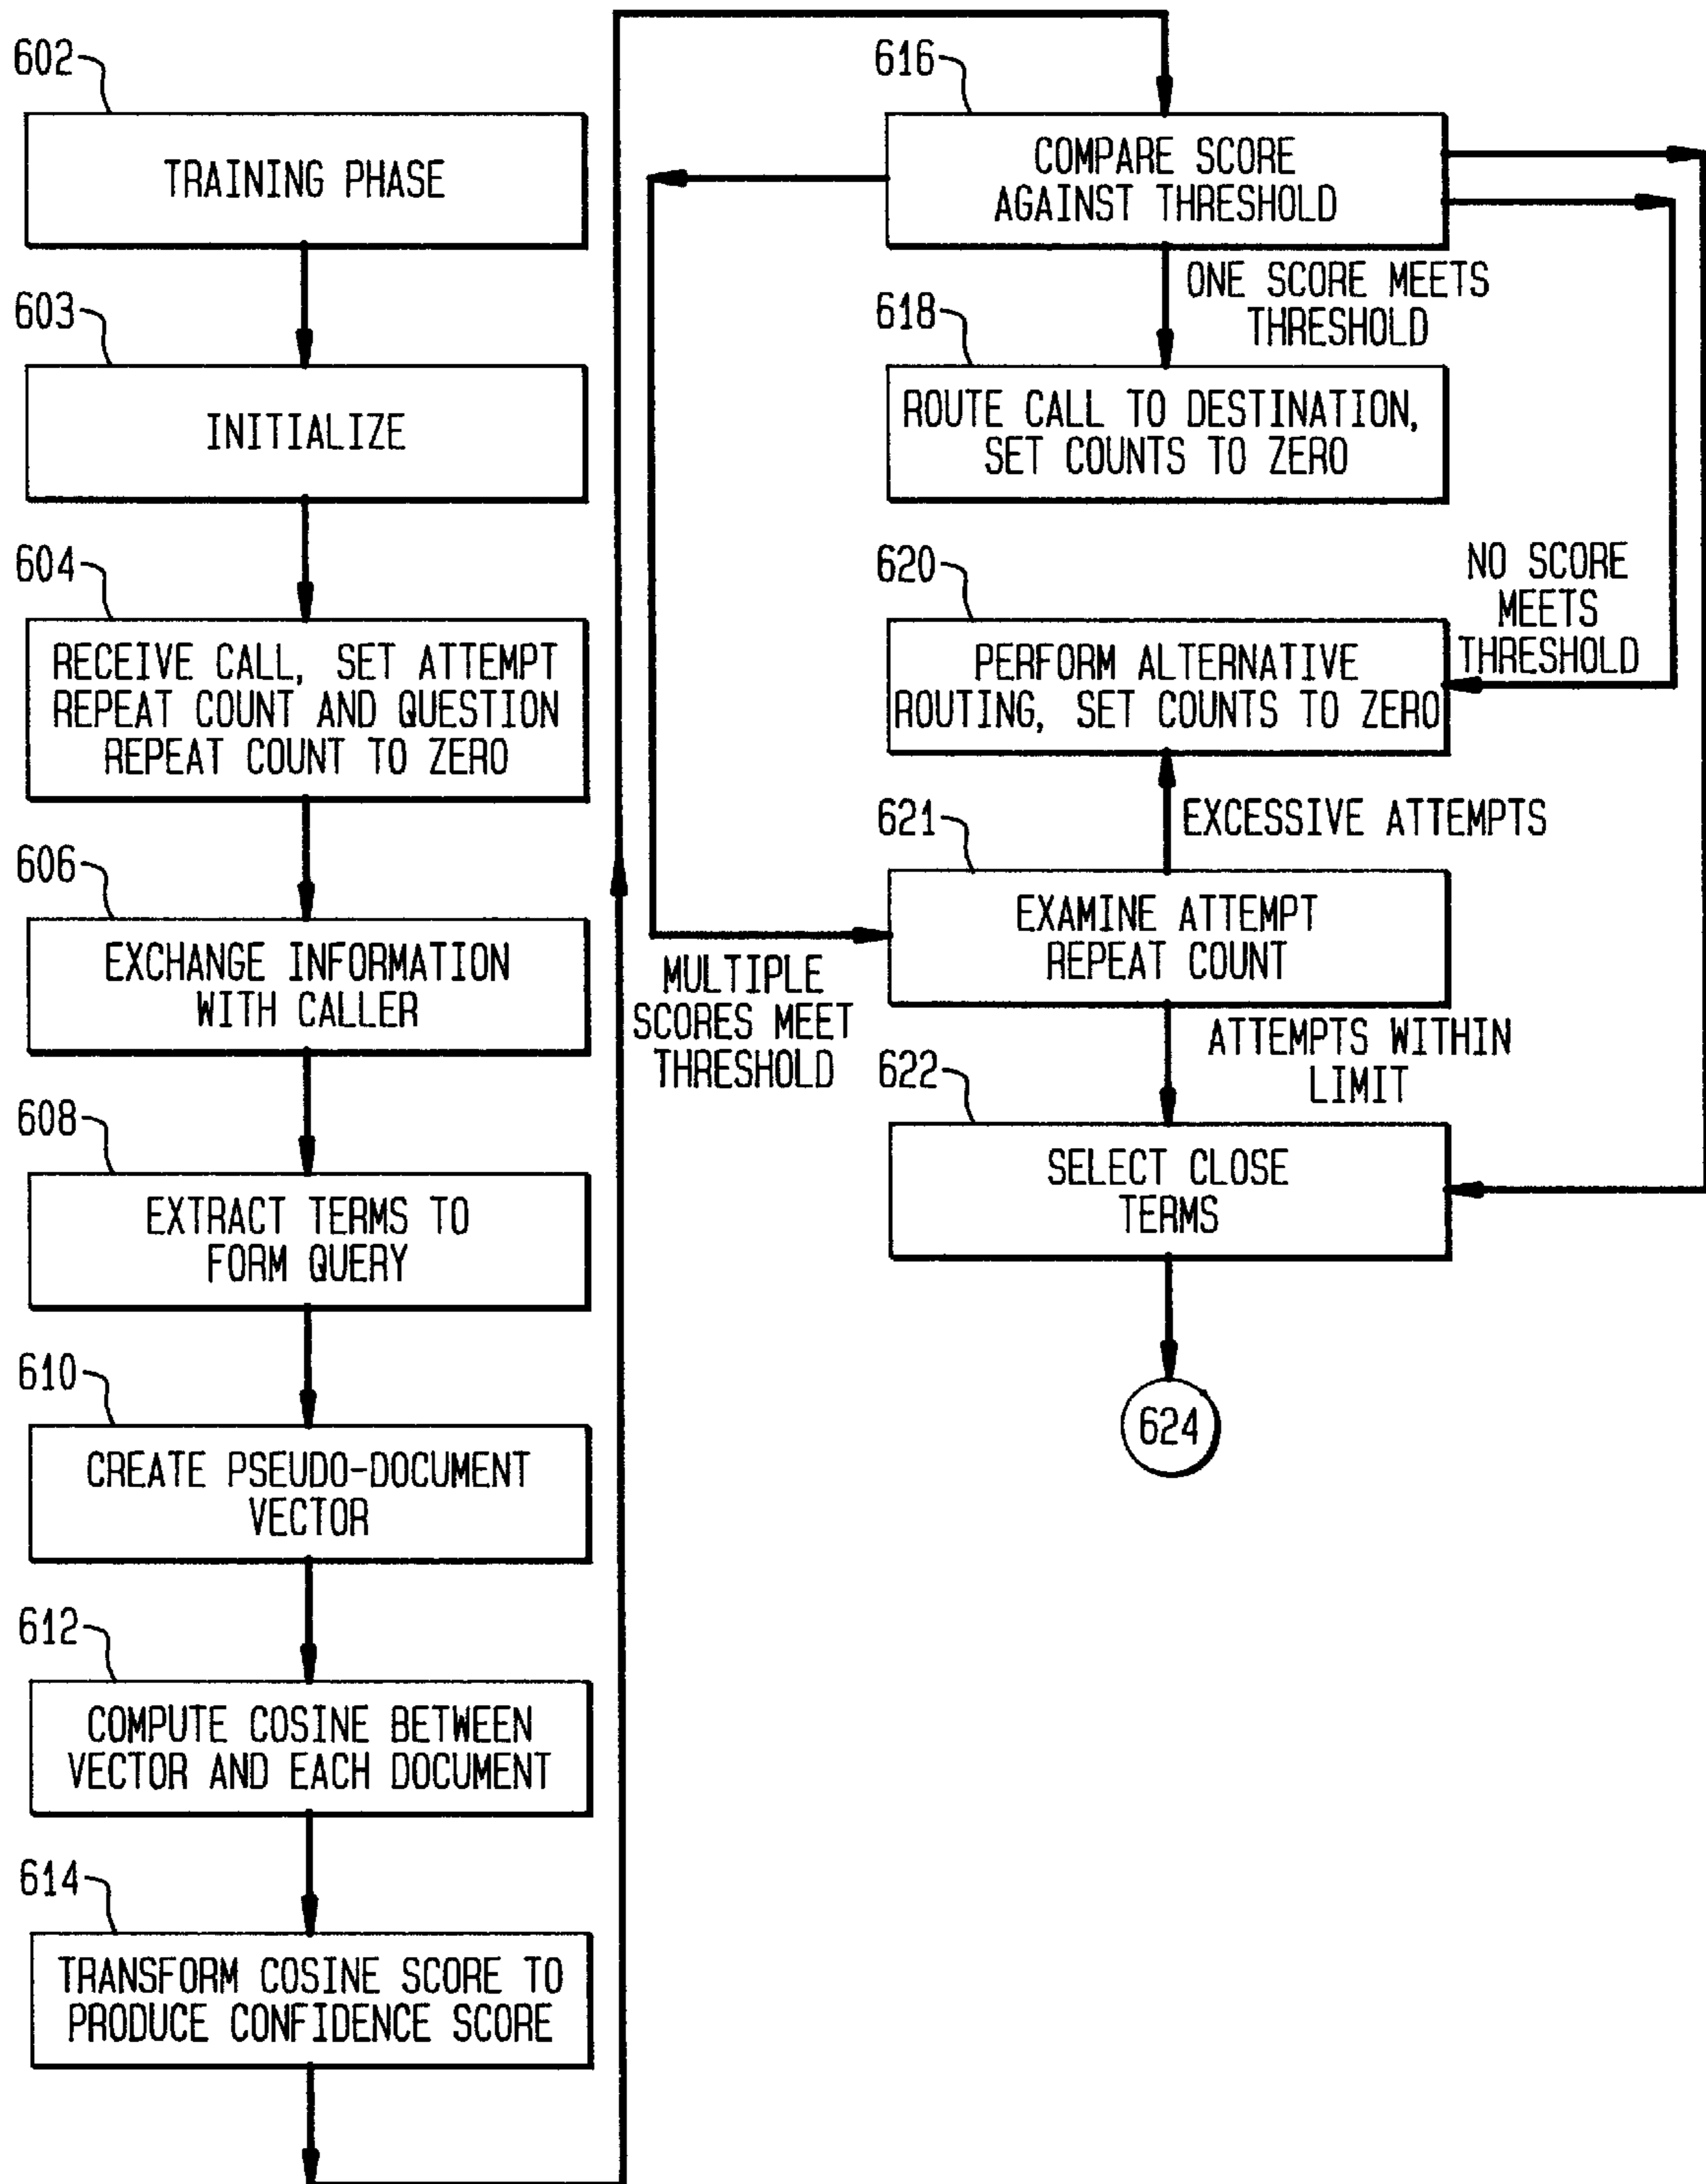 602
TRAINING PHASE
603
INITIALIZE
604
RECEIVE CALL, SET ATTEMPT
REPEAT COUNT AND QUESTION
REPEAT COUNT TO ZERO
606
EXCHANGE INFORMATION
WITH CALLER
608
EXTRACT TERMS TO
FORM QUERY
610
CREATE PSEUDO-DOCUMENT
VECTOR
612
COMPUTE COSINE BETWEEN
VECTOR AND EACH DOCUMENT
614
TRANSFORM COSINE SCORE TO
PRODUCE CONFIDENCE SCORE
616
COMPARE SCORE
AGAINST THRESHOLD
ONE SCORE MEETS
THRESHOLD
618
ROUTE CALL TO DESTINATION,
SET COUNTS TO ZERO
NO SCORE
MEETS
THRESHOLD
620
PERFORM ALTERNATIVE
ROUTING, SET COUNTS TO ZERO
EXCESSIVE ATTEMPTS
621
EXAMINE ATTEMPT
REPEAT COUNT
MULTIPLE
SCORES MEET
THRESHOLD
ATTEMPTS WITHIN
LIMIT
622
SELECT CLOSE
TERMS
624